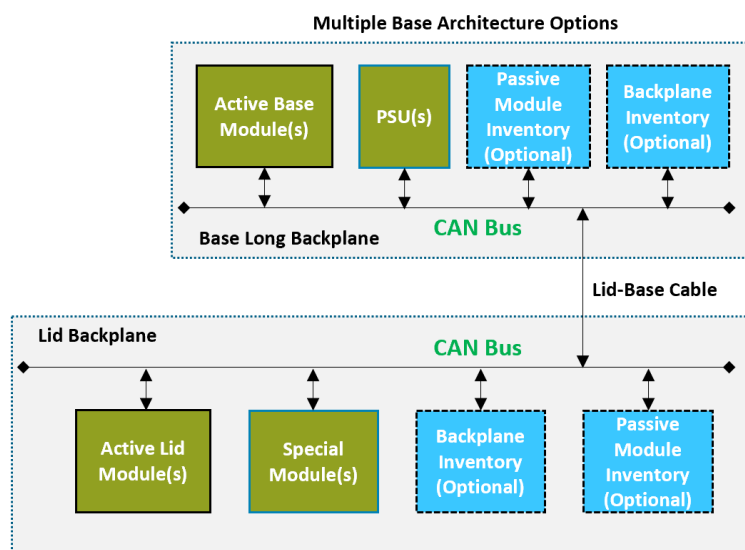 Multiple Base Architecture Options
Active Base
Module(s)
PSU(s)
Passive
Module
Inventory
(Optional)
Backplane
Inventory
(Optional)
Base Long Backplane
CAN Bus
Lid-Base Cable
Lid Backplane
CAN Bus
Active Lid
Module(s)
Special
Module(s)
Backplane
Inventory
(Optional)
Passive
Module
Inventory
(Optional)